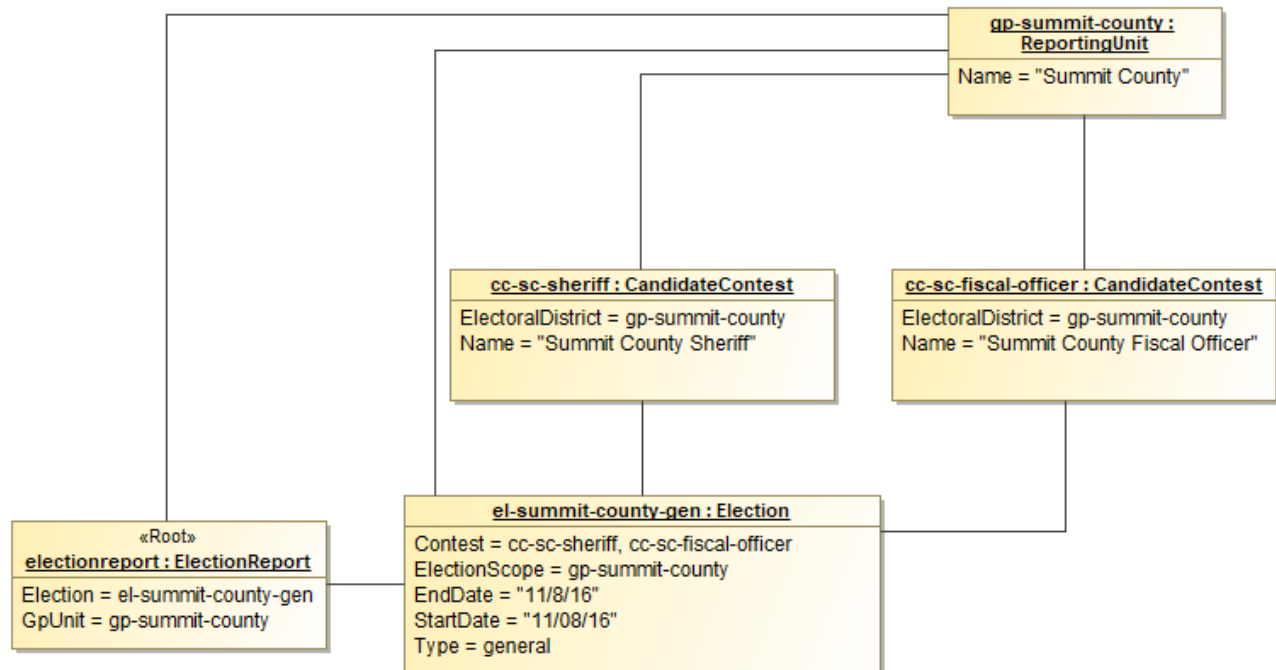 gp-summit-county :
ReportingUnit
Name = "Summit County"
cc-sc-sheriff : CandidateContest
ElectoralDistrict = gp-summit-county
Name = "Summit County Sheriff"
cc-sc-fiscal-officer : CandidateContest
ElectoralDistrict = gp-summit-county
Name = "Summit County Fiscal Officer"
«Root»
electionreport : ElectionReport
Election = el-summit-county-gen
GpUnit = gp-summit-county
el-summit-county-gen : Election
Contest = cc-sc-sheriff, cc-sc-fiscal-officer
ElectionScope = gp-summit-county
EndDate = "11/8/16"
StartDate = "11/08/16"
Type = general